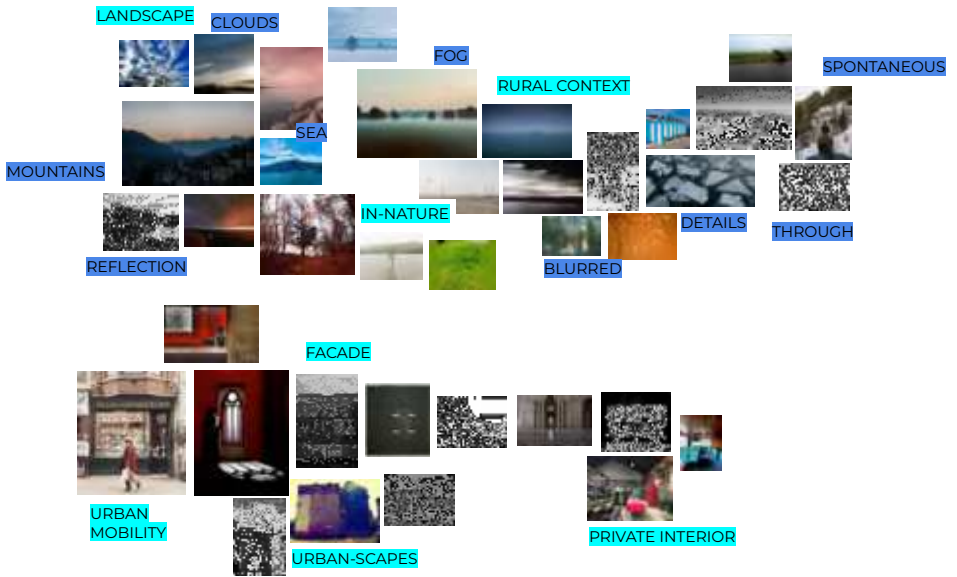 LANDSCAPE
CLOUDS
FOG
SPONTANEOUS
RURAL CONTEXT
SEA
MOUNTAINS
IN-NATURE
DETAILS
THROUGH
REFLECTION
BLURRED
FACADE
URBAN
MOBILITY
PRIVATE INTERIOR
URBAN-SCAPES